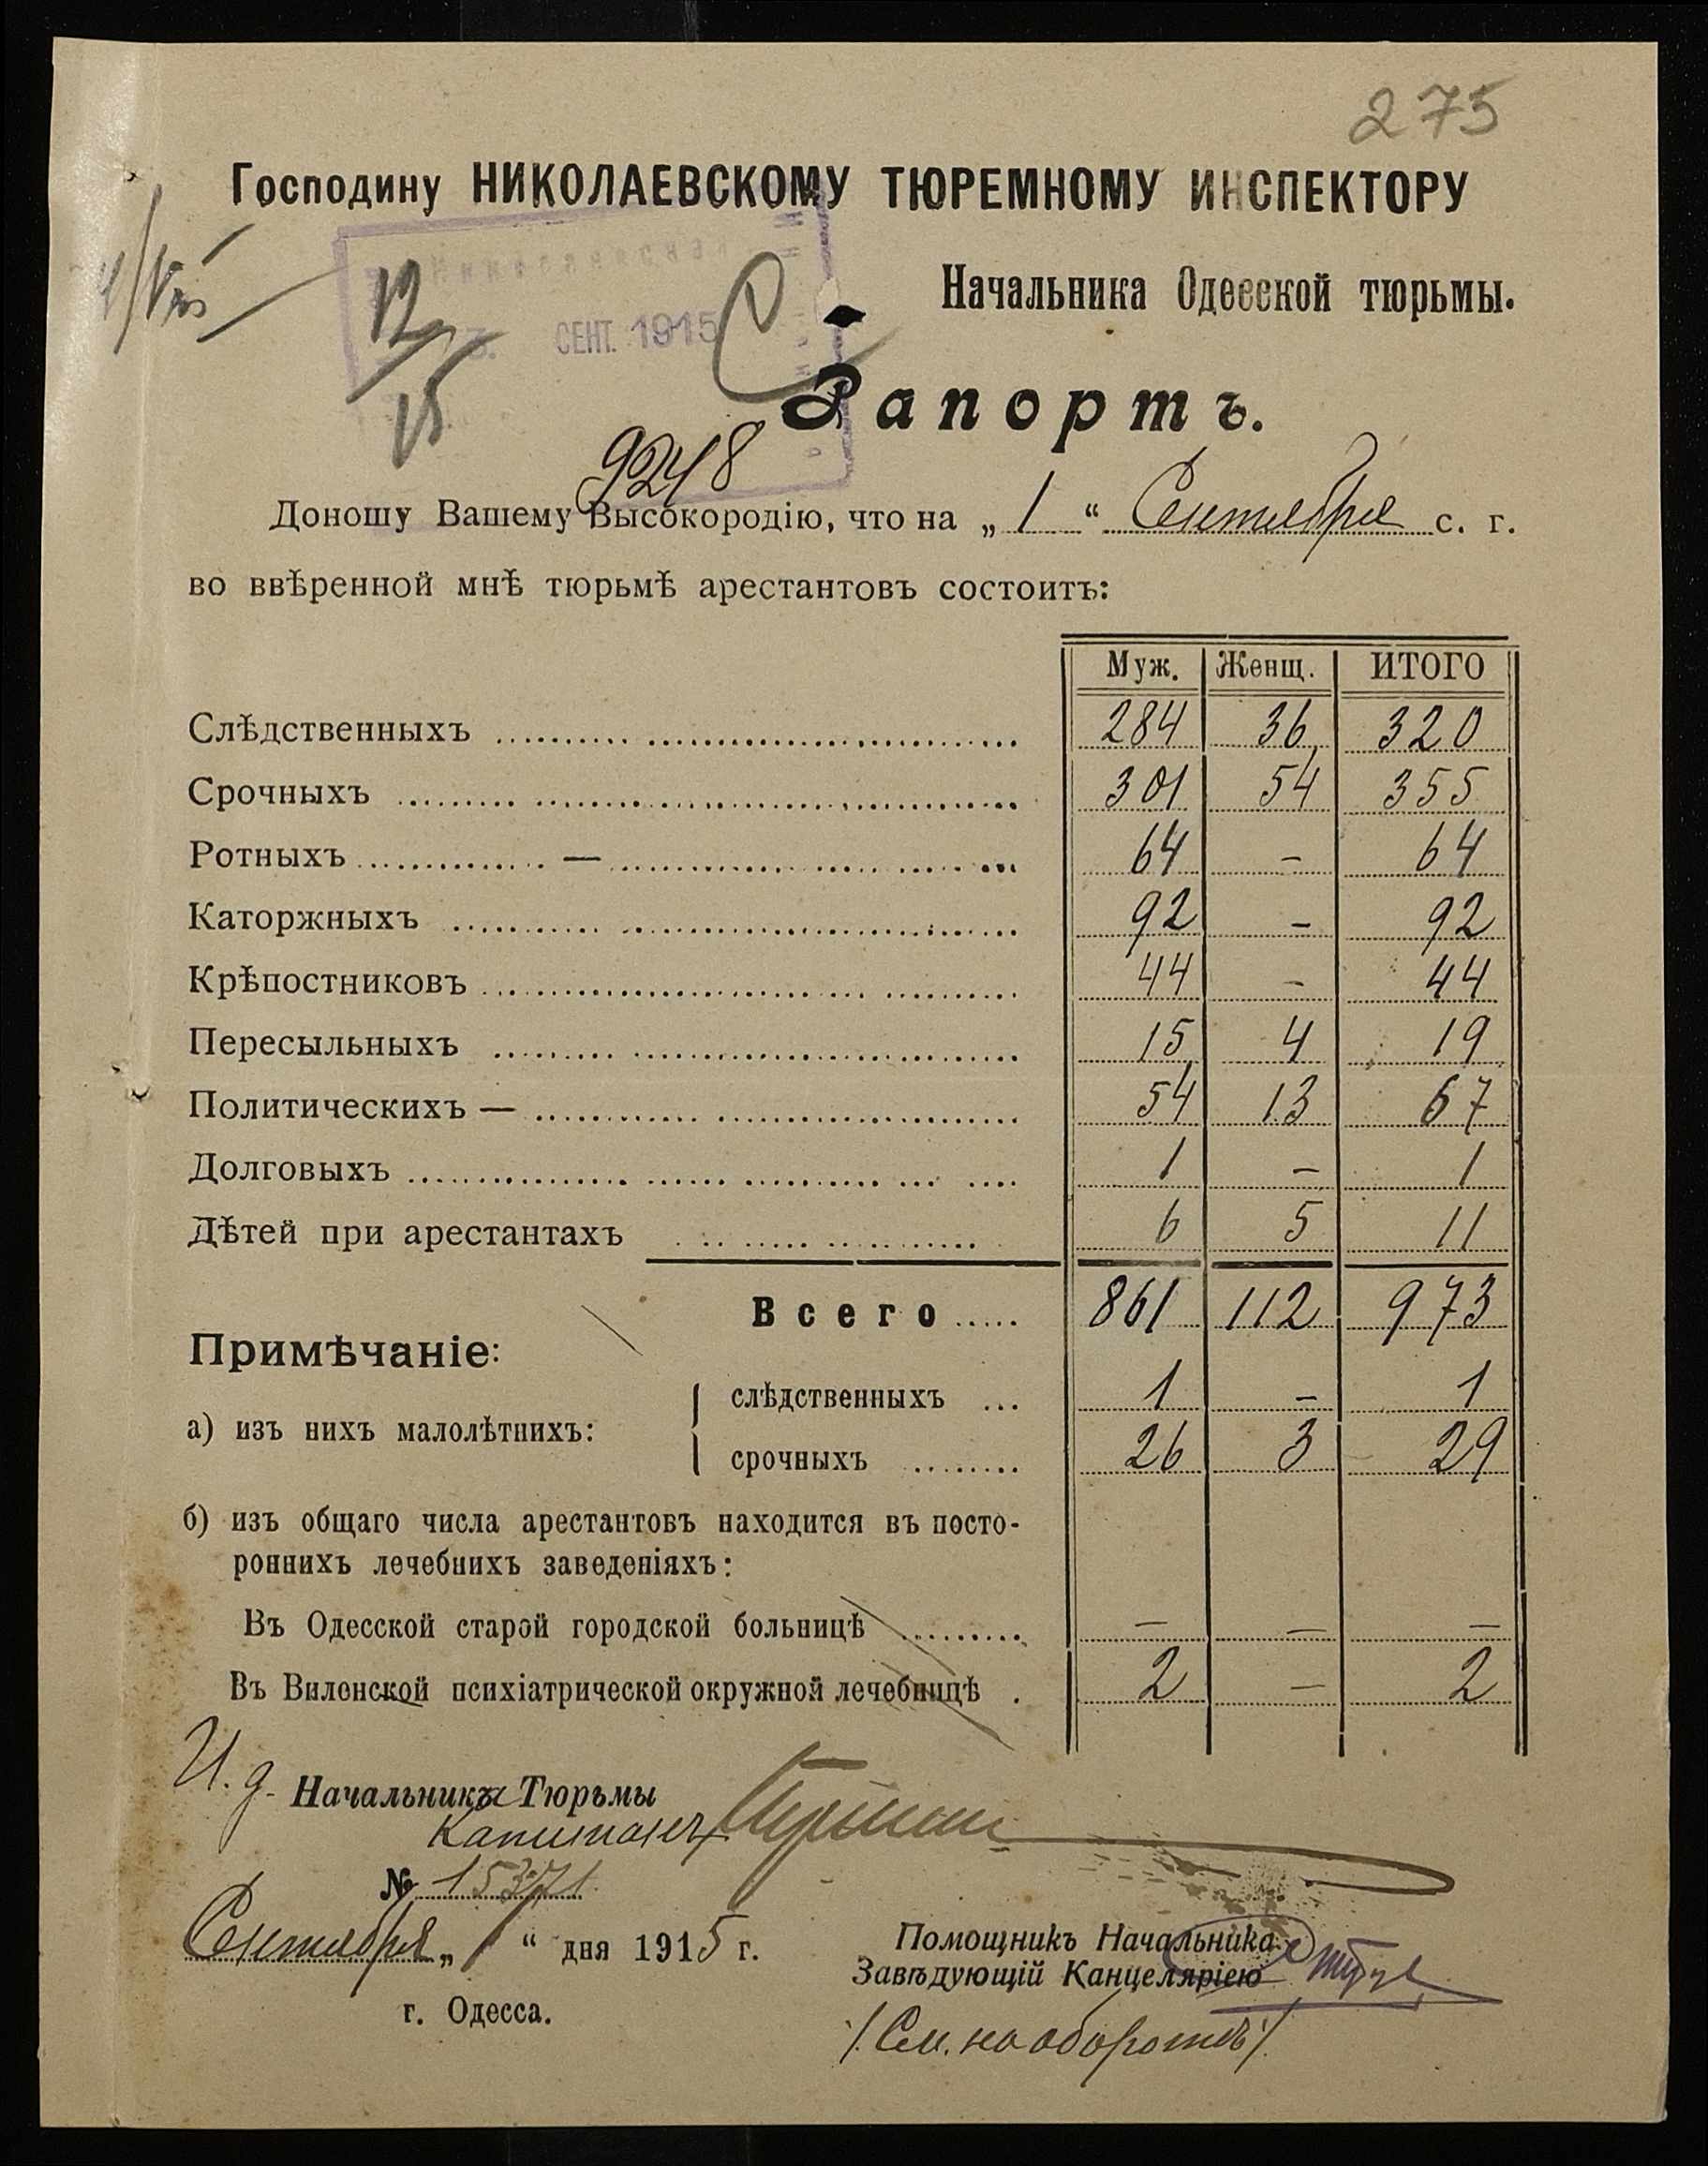 275
Господину НИКОЛАЕВСКОМУ ТЮРЕМНОМУ ИНСПЕКТОРУ
Начальника Одесской тюрьмы.
12
15
СЕНТ. 1915
Рапортъ.
9248
Доношу Вашему Высокородію, что на „ 1 “ Сентября с. г.
во ввѣренной мнѣ тюрьмѣ арестантовъ состоитъ:
Муж. Женщ. ИТОГО
Слѣдственныхъ 284 36 320
Срочныхъ 301 54 355
Ротныхъ — 64 - 64
Каторжныхъ 92 - 92
Крѣпостниковъ 44 - 44
Пересыльныхъ 15 4 19
Политическихъ — 54 13 67
Долговыхъ 1 - 1
Дѣтей при арестантахъ 6 5 11
Всего 861 112 973
Примѣчаніе:
а) изъ нихъ малолѣтнихъ: слѣдственныхъ 1 - 1
срочныхъ 26 3 29
б) изъ общаго числа арестантовъ находится въ посто-
роннихъ лечебнихъ заведеніяхъ:
Въ Одесской старой городской больницѣ — — —
Въ Виленской психіатрической окружной лечебницѣ 2 — 2
И. д. Начальника Тюрьмы
Капитанъ
№ 15371
Сентября „ 1 “ дня 1915 г.
г. Одесса.
Помощникъ Начальника
Завѣдующій Канцеляріею
/См. на оборотѣ/